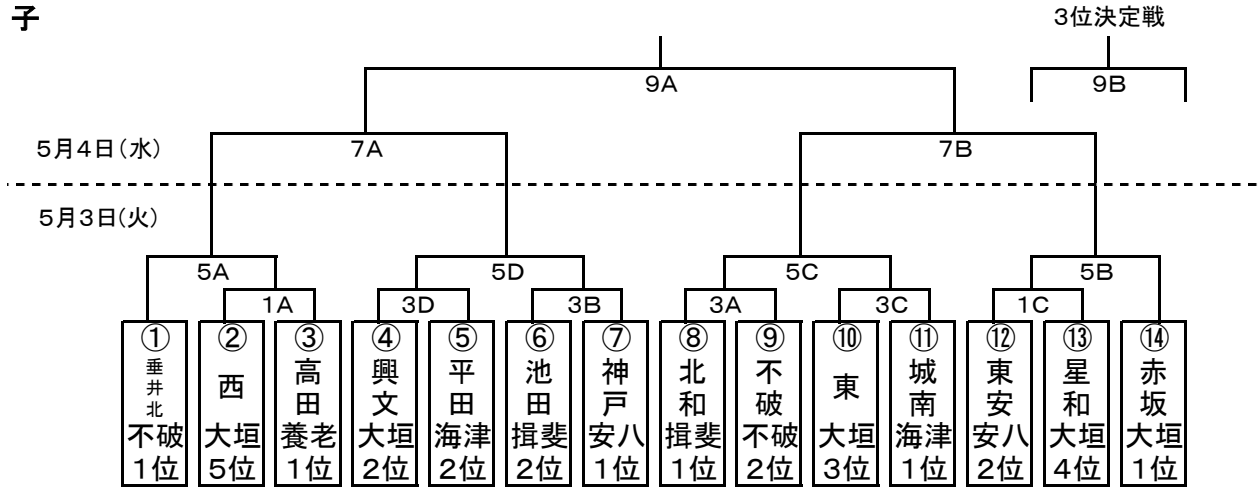 子
3位決定戦
9A
9B
5月4日(水)
7A
7B
5月3日(火)
5A
5D
5C
5B
1A
3D
3B
3A
3C
1C
① 垂井北 不破 1位
② 西 大垣 5位
③ 高田 養老 1位
④ 興文 大垣 2位
⑤ 平田 海津 2位
⑥ 池田 揖斐 2位
⑦ 神戸 安八 1位
⑧ 北和 揖斐 1位
⑨ 不破 不破 2位
⑩ 東 大垣 3位
⑪ 城南 海津 1位
⑫ 東安 安八 2位
⑬ 星和 大垣 4位
⑭ 赤坂 大垣 1位